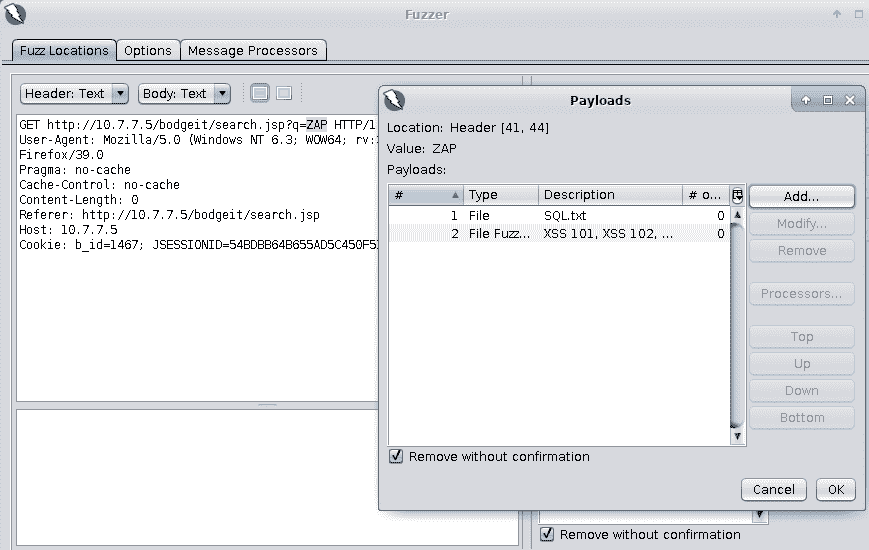 Fuzzer
Fuzz Locations Options Message Processors
Header: Text Body: Text
GET http://10.7.7.5/bodgeit/search.jsp?q=ZAP HTTP/1
User-Agent: Mozilla/5.0 (Windows NT 6.3; WOW64; rv:
Firefox/39.0
Pragma: no-cache
Cache-Control: no-cache
Content-Length: 0
Referer: http://10.7.7.5/bodgeit/search.jsp
Host: 10.7.7.5
Cookie: b_id=1467; JSESSIONID=54BDBB64B655AD5C450F5
Payloads
Location: Header [41, 44]
Value: ZAP
Payloads:
# Type Description # o...
1 File SQL.txt 0
2 File Fuzz... XSS 101, XSS 102, ... 0
Add...
Modify...
Remove
Processors...
Top
Up
Down
Bottom
Remove without confirmation
Cancel OK
Remove without confirmation